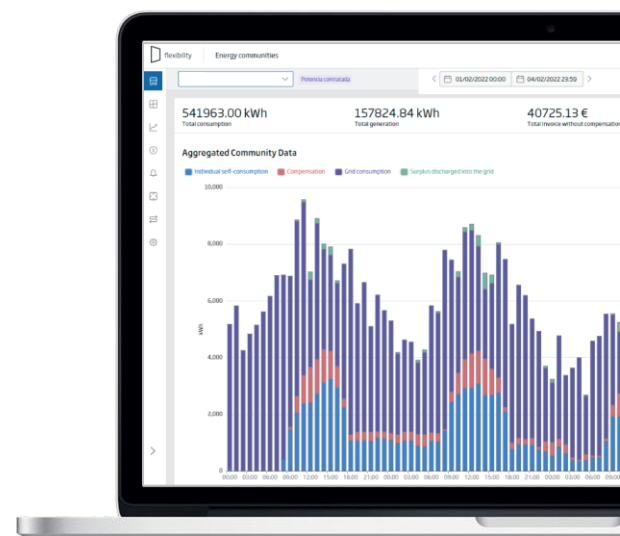 flexibility Energy communities
Potencia contratada
01/02/2022 00:00 04/02/2022 23:59
541963.00 kWh 157824.84 kWh 40725.13 €
Total consumption Total generation Total invoice without compensation
Aggregated Community Data
Individual self-consumption Compensation Grid consumption Surplus discharged into the grid
10,000
8,000
6,000
kWh
4,000
2,000
0
00:00 03:00 06:00 09:00 12:00 15:00 18:00 21:00 00:00 03:00 06:00 09:00 12:00 15:00 18:00 21:00 00:00 03:00 06:00 09:00